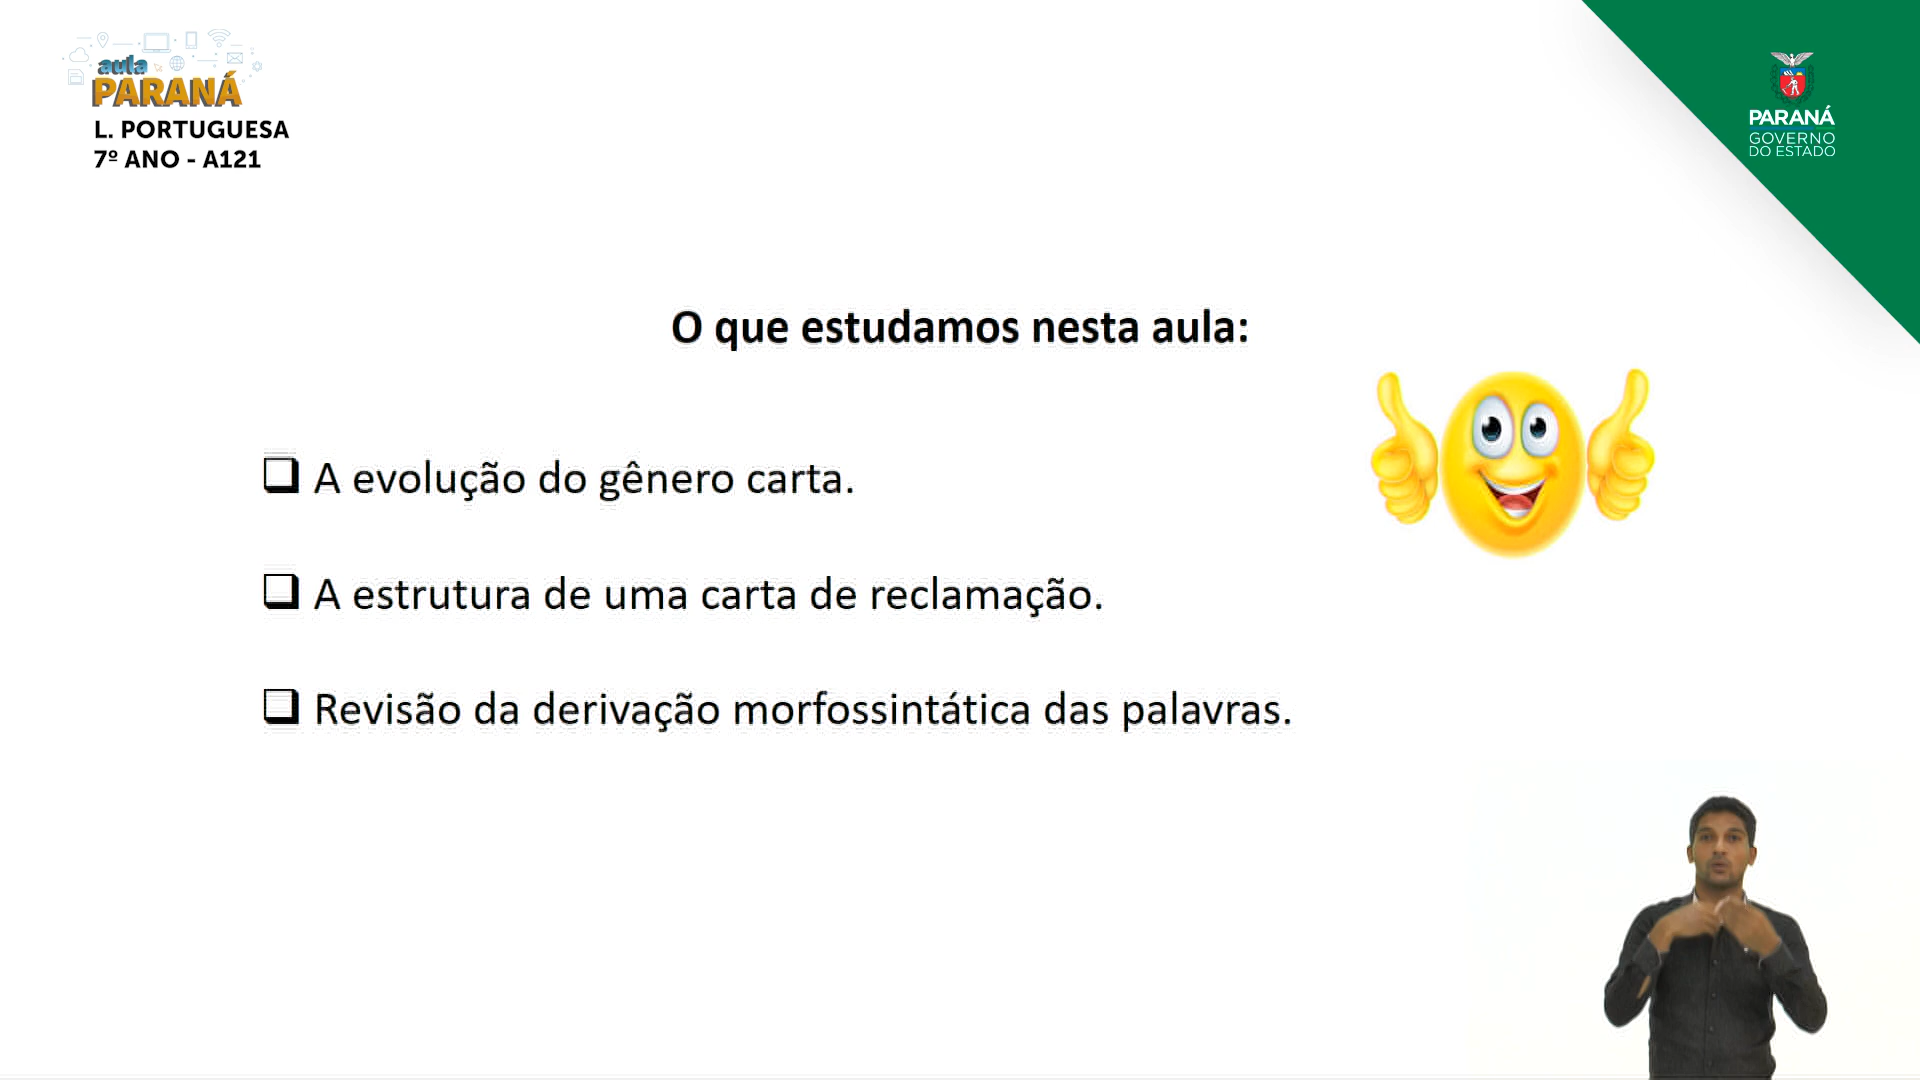 aula
PARANÁ
L. PORTUGUESA
7º ANO - A121
PARANÁ
GOVERNO
DO ESTADO
O que estudamos nesta aula:
A evolução do gênero carta.
A estrutura de uma carta de reclamação.
Revisão da derivação morfossintática das palavras.